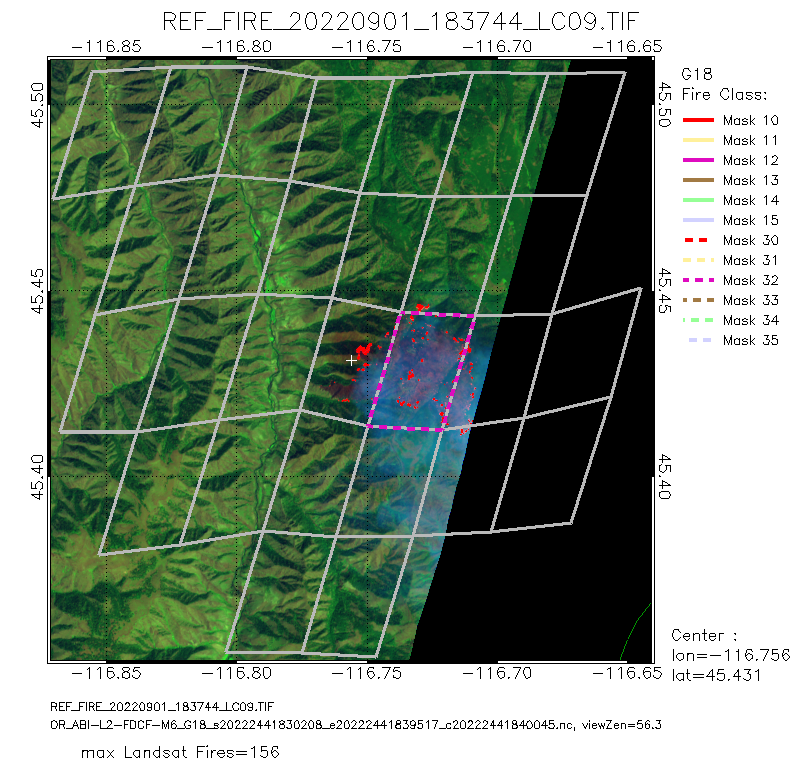 REF_FIRE_20220901_183744_LC09.TIF
−116.85 −116.80 −116.75 −116.70 −116.65
G18
Fire Class:
45.50 45.50
Mask 10
Mask 11
Mask 12
Mask 13
Mask 14
Mask 15
Mask 30
Mask 31
Mask 32
Mask 33
Mask 34
Mask 35
45.45 45.45
45.40 45.40
Center :
lon=−116.756
lat=45.431
−116.85 −116.80 −116.75 −116.70 −116.65
REF_FIRE_20220901_183744_LC09.TIF
OR_ABI−L2−FDCF−M6_G18_s20222441830208_e20222441839517_c20222441840045.nc, viewZen=56.3
max Landsat Fires=156